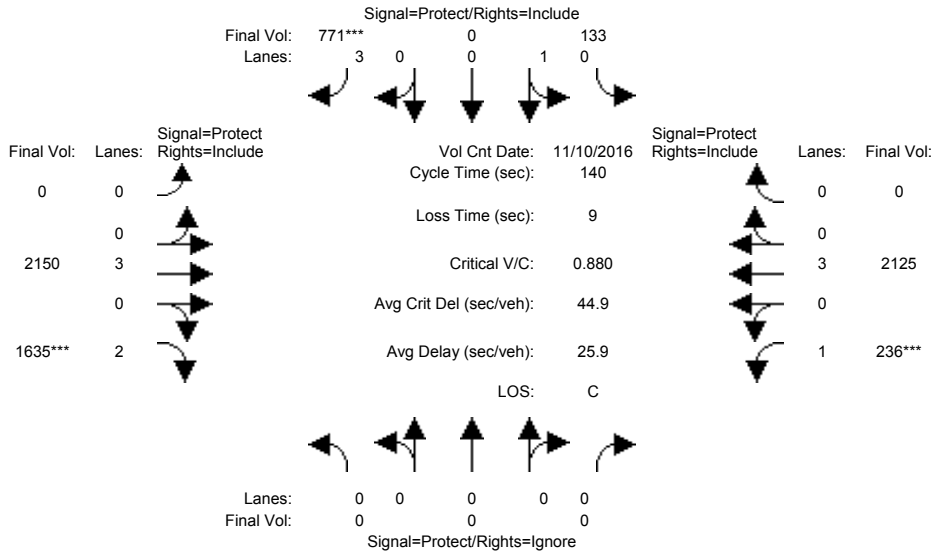 Signal=Protect/Rights=Include
Final Vol: 771*** 0 133
Lanes: 3 0 0 1 0
Signal=Protect Signal=Protect
Final Vol: Lanes: Rights=Include Vol Cnt Date: 11/10/2016 Rights=Include Lanes: Final Vol:
Cycle Time (sec): 140
0 0 0 0
Loss Time (sec): 9
0 0
2150 3 Critical V/C: 0.880 3 2125
0 Avg Crit Del (sec/veh): 44.9 0
1635*** 2 Avg Delay (sec/veh): 25.9 1 236***
LOS: C
Lanes: 0 0 0 0 0
Final Vol: 0 0 0
Signal=Protect/Rights=Ignore